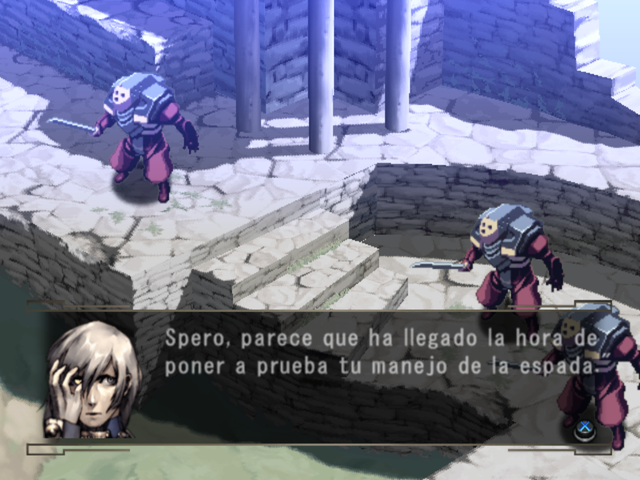 Spero, parece que ha llegado la hora de
poner a prueba tu manejo de la espada.